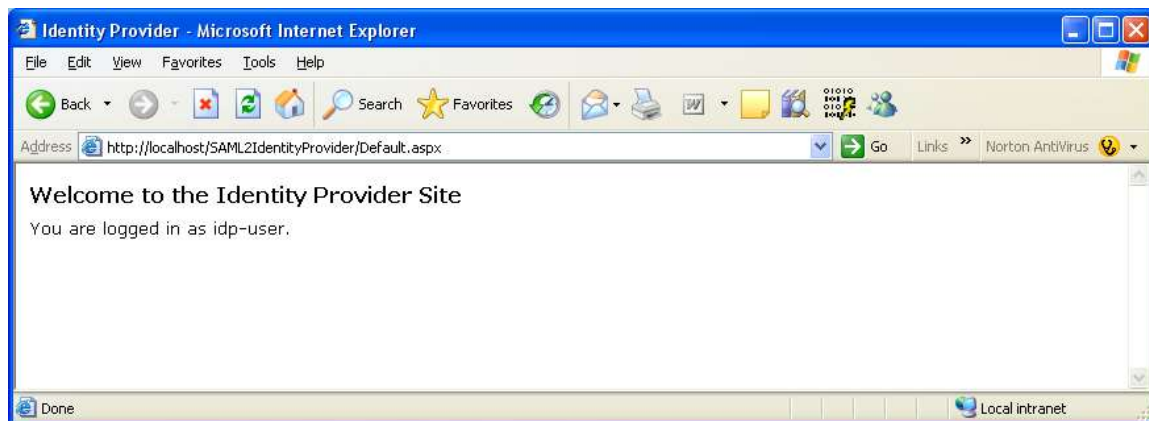 Identity Provider - Microsoft Internet Explorer
File Edit View Favorites Tools Help
Back Search Favorites
Address http://localhost/SAML2IdentityProvider/Default.aspx Go Links » Norton AntiVirus
Welcome to the Identity Provider Site
You are logged in as idp-user.
Done Local intranet